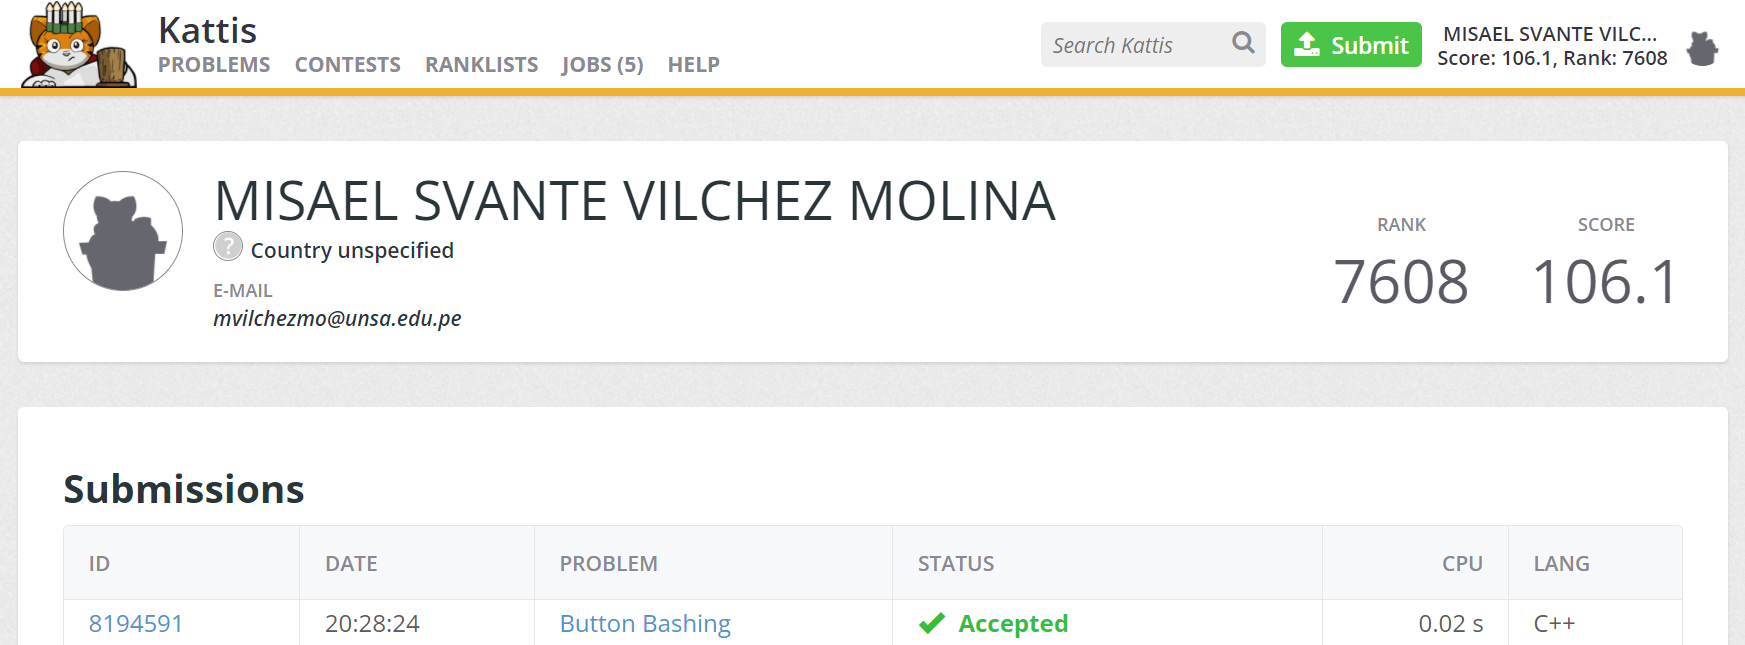 Kattis
PROBLEMS CONTESTS RANKLISTS JOBS (5) HELP
Search Kattis
Submit
MISAEL SVANTE VILC...
Score: 106.1, Rank: 7608
MISAEL SVANTE VILCHEZ MOLINA
? Country unspecified
E-MAIL
mvilchezmo@unsa.edu.pe
RANK SCORE
7608 106.1
Submissions
ID DATE PROBLEM STATUS CPU LANG
8194591 20:28:24 Button Bashing Accepted 0.02 s C++